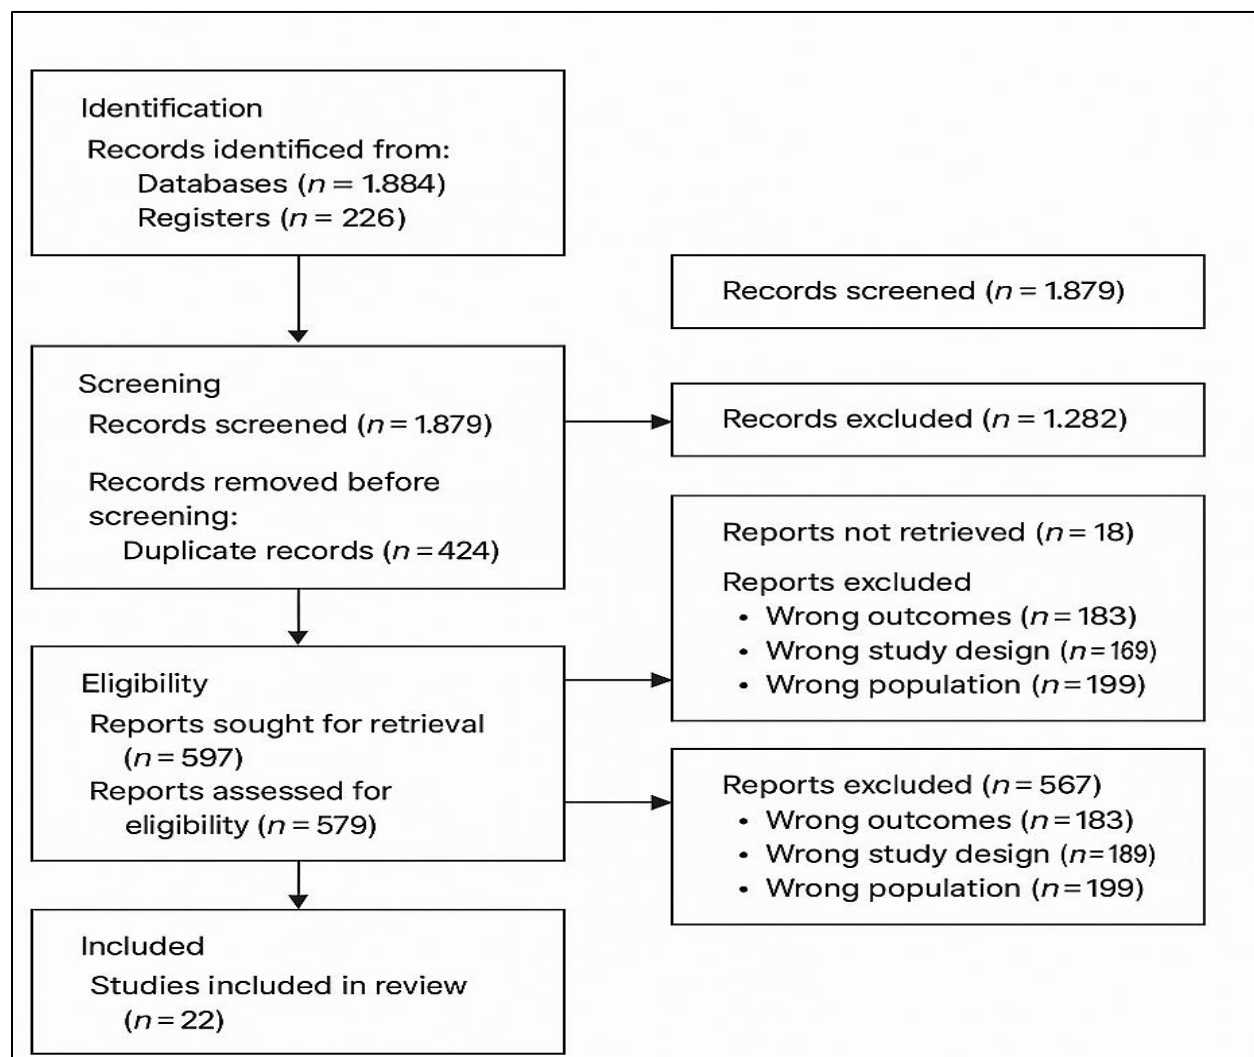 Identification
Records identificed from:
Databases (n = 1.884)
Registers (n = 226)
Records screened (n = 1.879)
Screening
Records screened (n = 1.879)
Records removed before
screening:
Duplicate records (n = 424)
Records excluded (n = 1.282)
Reports not retrieved (n = 18)
Reports excluded
• Wrong outcomes (n = 183)
• Wrong study design (n = 169)
• Wrong population (n = 199)
Eligibility
Reports sought for retrieval
(n = 597)
Reports assessed for
eligibility (n = 579)
Reports excluded (n = 567)
• Wrong outcomes (n = 183)
• Wrong study design (n = 189)
• Wrong population (n = 199)
Included
Studies included in review
(n = 22)